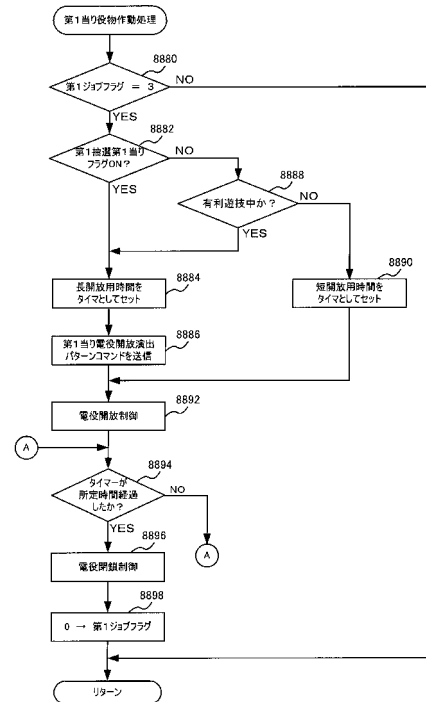 第1当り役物作動処理
8880
第1ジョブフラグ = 3
NO
YES
8882
第1抽選第1当り
フラグON?
NO
YES
8888
有利遊技中か?
NO
YES
8884
長開放用時間を
タイマとしてセット
8890
短開放用時間を
タイマとしてセット
8886
第1当り電役開放演出
パターンコマンドを送信
8892
電役開放制御
A
8894
タイマーが
所定時間経過
したか?
NO
YES
A
8896
電役閉鎖制御
8898
0 → 第1ジョブフラグ
リターン